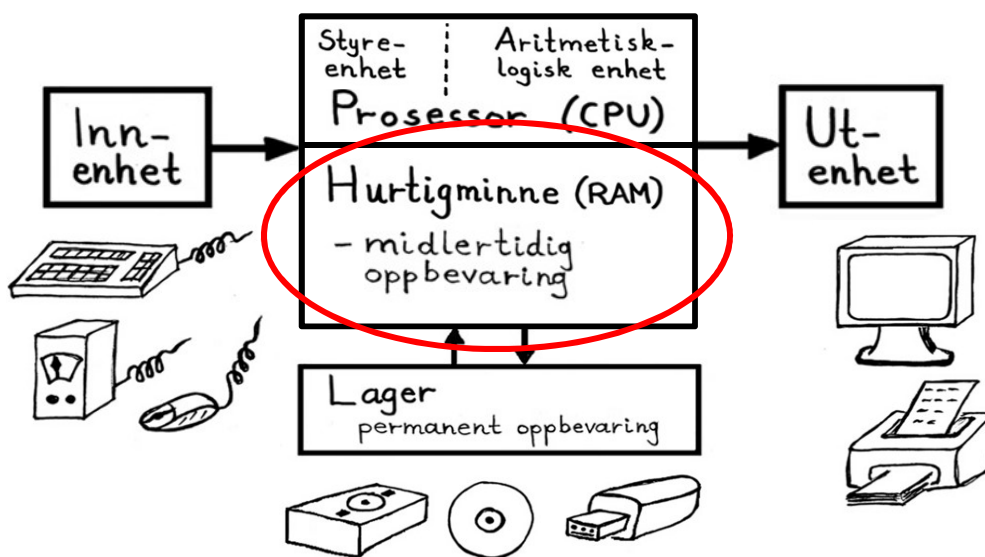 Styre-
enhet
Aritmetisk-
logisk enhet
Prosessor (CPU)
Inn-
enhet
Ut-
enhet
Hurtigminne (RAM)
- midlertidig
oppbevaring
Lager
permanent oppbevaring